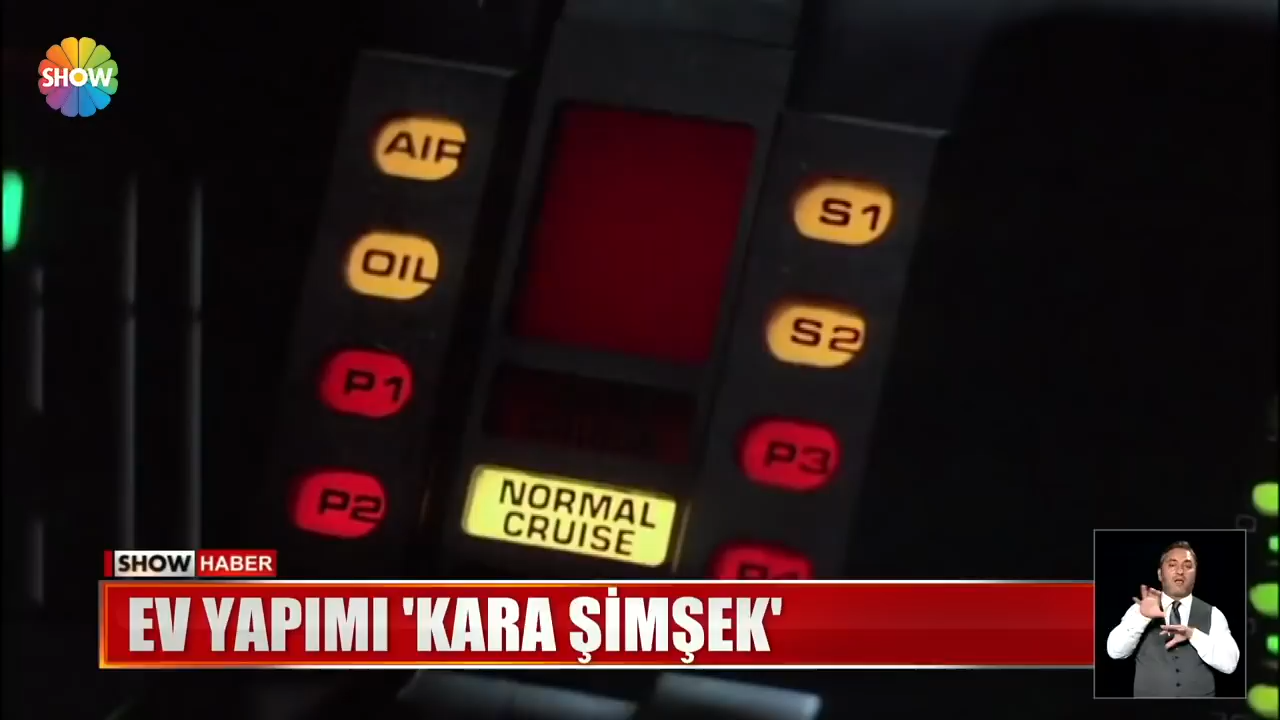 SHOW
AIR
S1
OIL
S2
P1
P3
P2
NORMAL
CRUISE
SHOW HABER
EV YAPIMI 'KARA ŞİMŞEK'